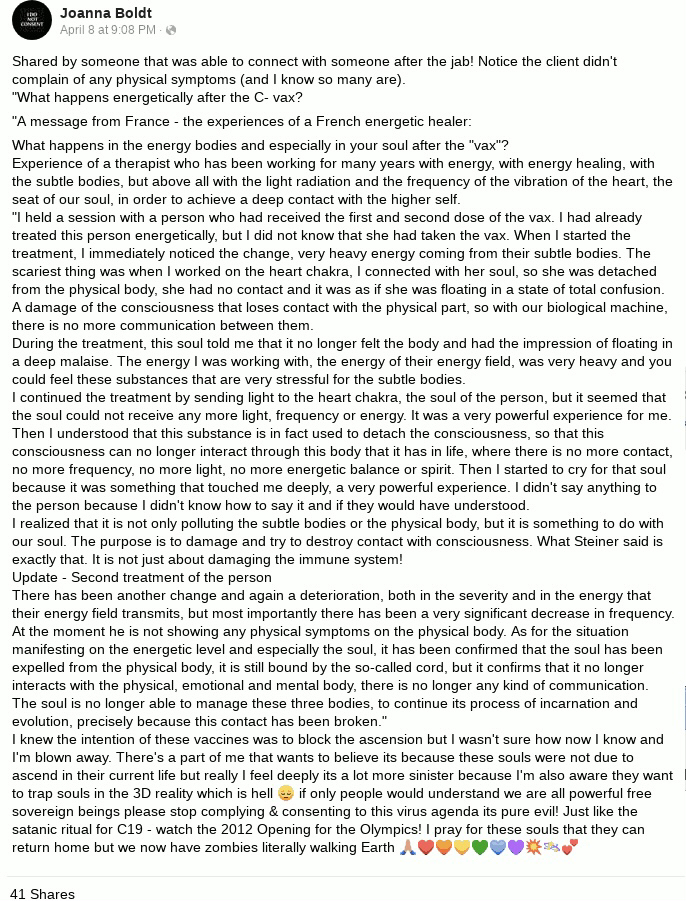 I DO
NOT
CONSENT
Joanna Boldt
April 8 at 9:08 PM ·
Shared by someone that was able to connect with someone after the jab! Notice the client didn't
complain of any physical symptoms (and I know so many are).
"What happens energetically after the C- vax?
"A message from France - the experiences of a French energetic healer:
What happens in the energy bodies and especially in your soul after the "vax"?
Experience of a therapist who has been working for many years with energy, with energy healing, with
the subtle bodies, but above all with the light radiation and the frequency of the vibration of the heart, the
seat of our soul, in order to achieve a deep contact with the higher self.
"I held a session with a person who had received the first and second dose of the vax. I had already
treated this person energetically, but I did not know that she had taken the vax. When I started the
treatment, I immediately noticed the change, very heavy energy coming from their subtle bodies. The
scariest thing was when I worked on the heart chakra, I connected with her soul, so she was detached
from the physical body, she had no contact and it was as if she was floating in a state of total confusion.
A damage of the consciousness that loses contact with the physical part, so with our biological machine,
there is no more communication between them.
During the treatment, this soul told me that it no longer felt the body and had the impression of floating in
a deep malaise. The energy I was working with, the energy of their energy field, was very heavy and you
could feel these substances that are very stressful for the subtle bodies.
I continued the treatment by sending light to the heart chakra, the soul of the person, but it seemed that
the soul could not receive any more light, frequency or energy. It was a very powerful experience for me.
Then I understood that this substance is in fact used to detach the consciousness, so that this
consciousness can no longer interact through this body that it has in life, where there is no more contact,
no more frequency, no more light, no more energetic balance or spirit. Then I started to cry for that soul
because it was something that touched me deeply, a very powerful experience. I didn't say anything to
the person because I didn't know how to say it and if they would have understood.
I realized that it is not only polluting the subtle bodies or the physical body, but it is something to do with
our soul. The purpose is to damage and try to destroy contact with consciousness. What Steiner said is
exactly that. It is not just about damaging the immune system!
Update - Second treatment of the person
There has been another change and again a deterioration, both in the severity and in the energy that
their energy field transmits, but most importantly there has been a very significant decrease in frequency.
At the moment he is not showing any physical symptoms on the physical body. As for the situation
manifesting on the energetic level and especially the soul, it has been confirmed that the soul has been
expelled from the physical body, it is still bound by the so-called cord, but it confirms that it no longer
interacts with the physical, emotional and mental body, there is no longer any kind of communication.
The soul is no longer able to manage these three bodies, to continue its process of incarnation and
evolution, precisely because this contact has been broken."
I knew the intention of these vaccines was to block the ascension but I wasn't sure how now I know and
I'm blown away. There's a part of me that wants to believe its because these souls were not due to
ascend in their current life but really I feel deeply its a lot more sinister because I'm also aware they want
to trap souls in the 3D reality which is hell 😔 if only people would understand we are all powerful free
sovereign beings please stop complying & consenting to this virus agenda its pure evil! Just like the
satanic ritual for C19 - watch the 2012 Opening for the Olympics! I pray for these souls that they can
return home but we now have zombies literally walking Earth 🙏❤️🧡💛💚💙💜💥💫💕
41 Shares